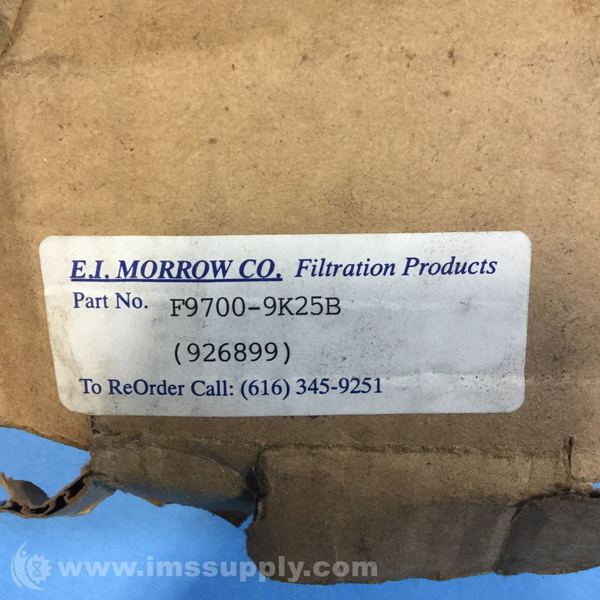 E.I. MORROW CO. Filtration Products
Part No. F9700-9K25B
(926899)
To ReOrder Call: (616) 345-9251
www.imssupply.com